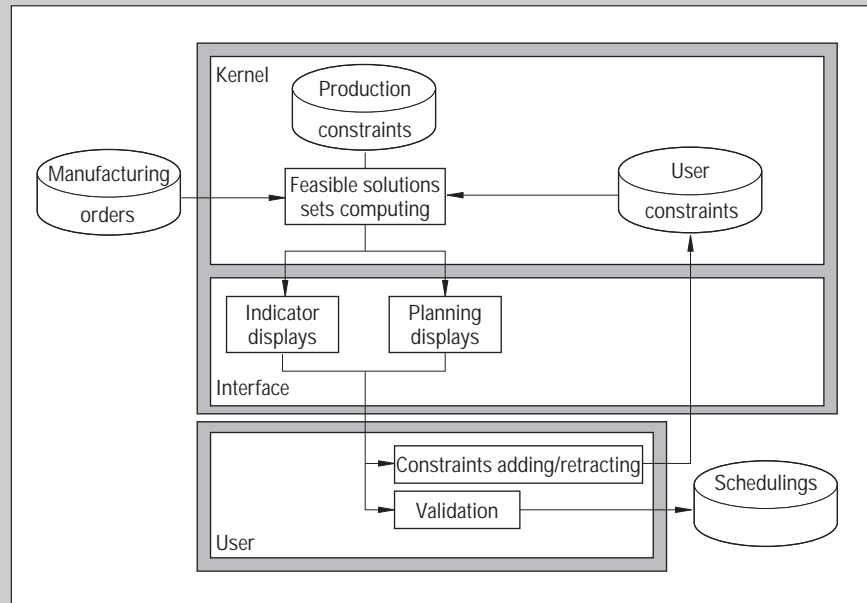 Kernel
Production
constraints
Manufacturing
orders
Feasible solutions
sets computing
User
constraints
Indicator
displays
Planning
displays
Interface
Constraints adding/retracting
Schedulings
Validation
User